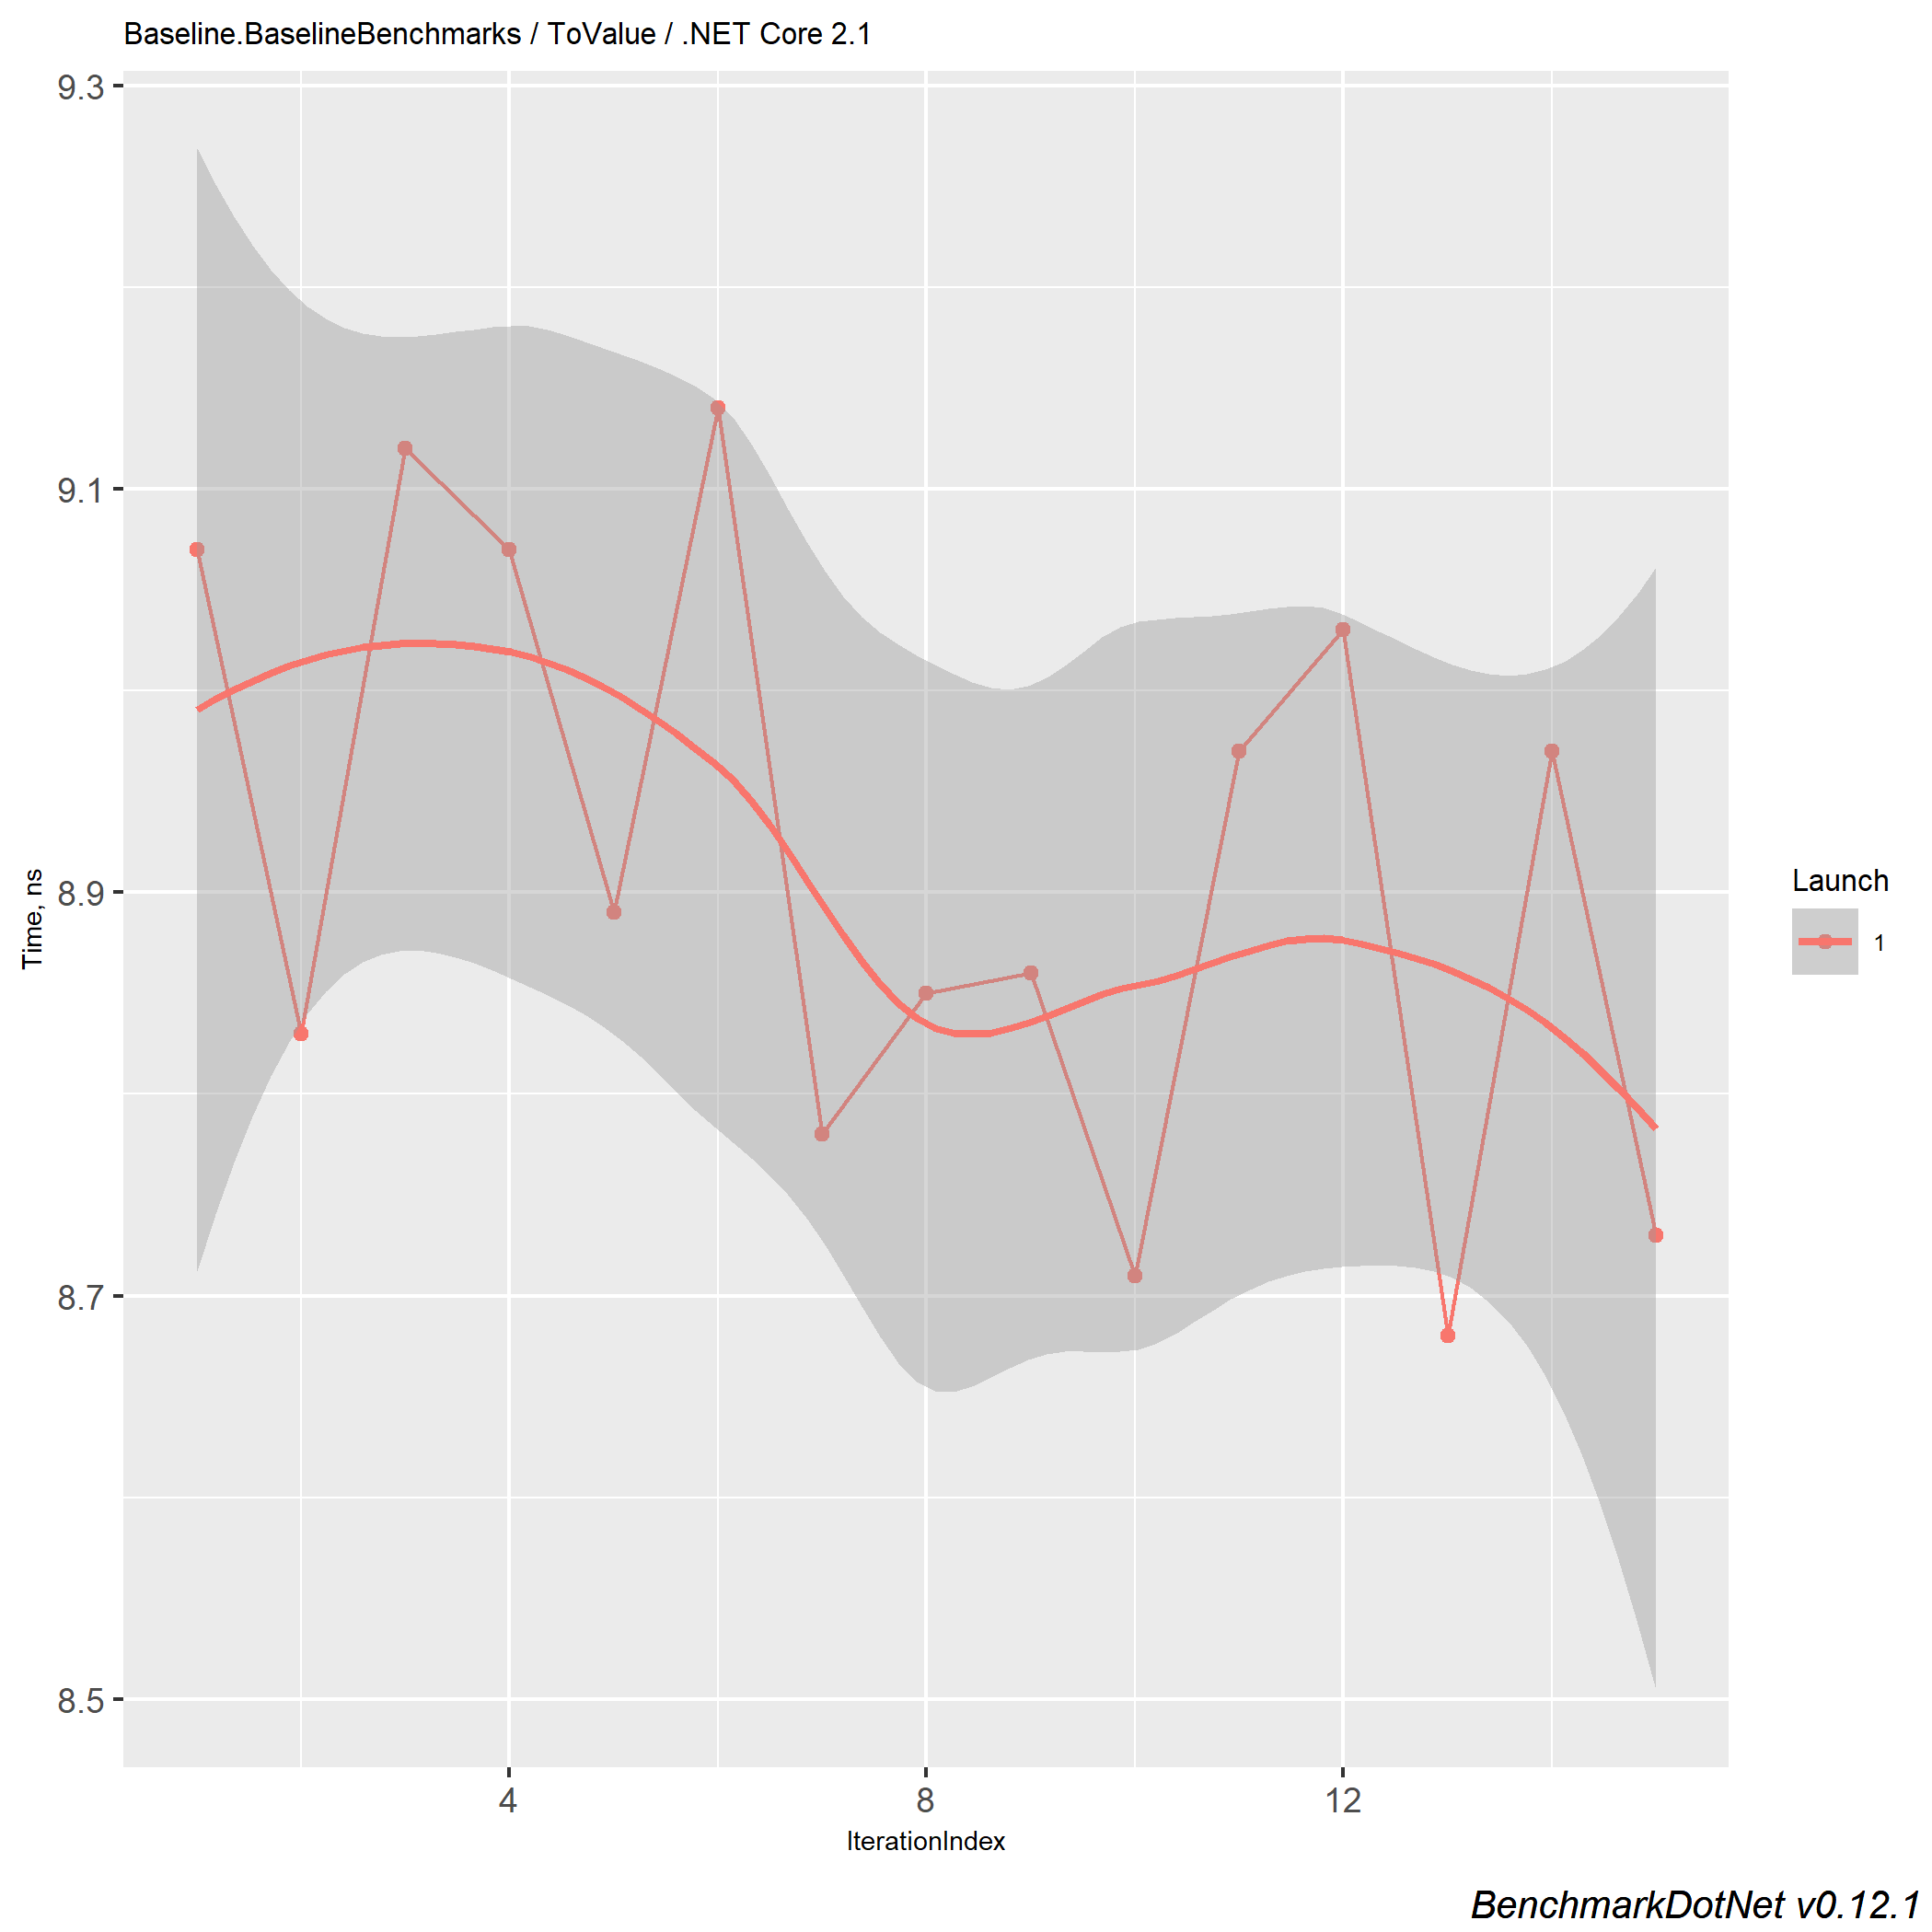 Baseline.BaselineBenchmarks / ToValue / .NET Core 2.1
9.3
9.1
8.9
8.7
8.5
Time, ns
4 8 12
IterationIndex
Launch
1
BenchmarkDotNet v0.12.1